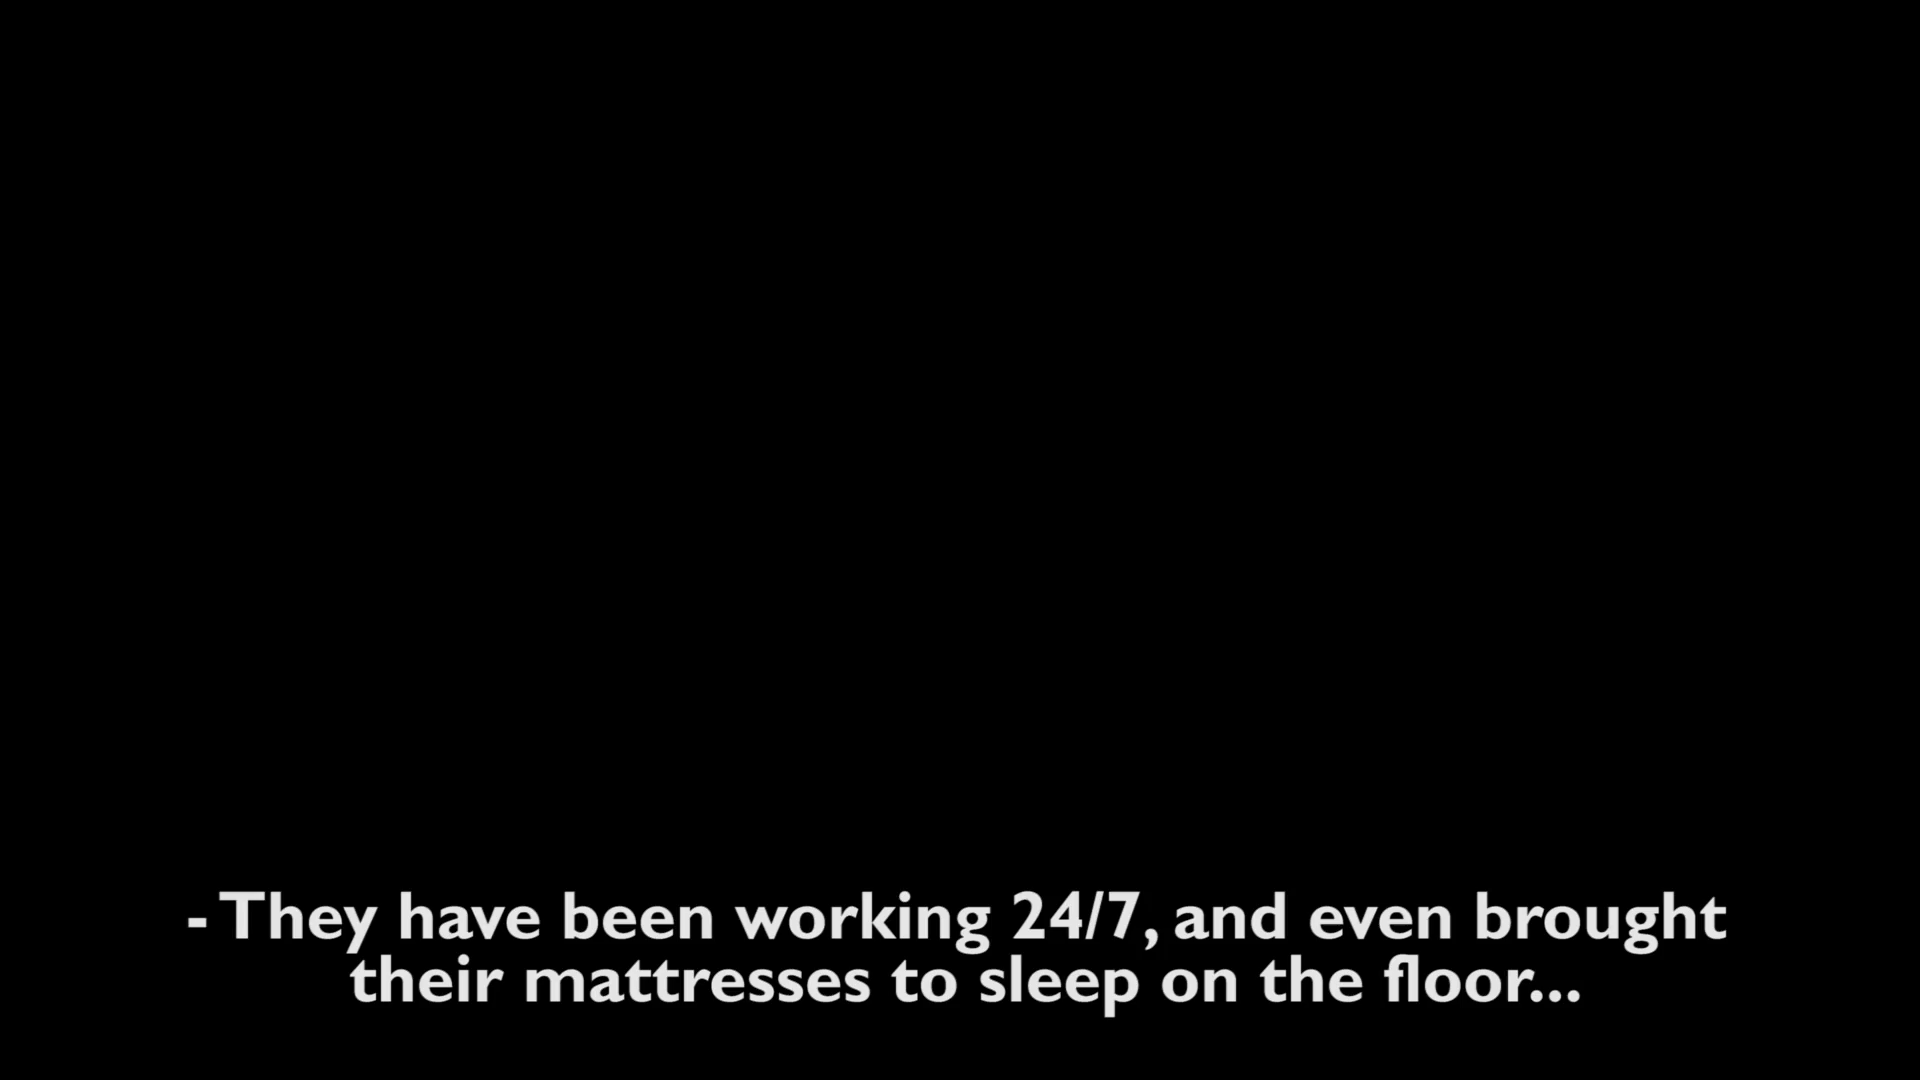 - They have been working 24/7, and even brought
their mattresses to sleep on the floor...